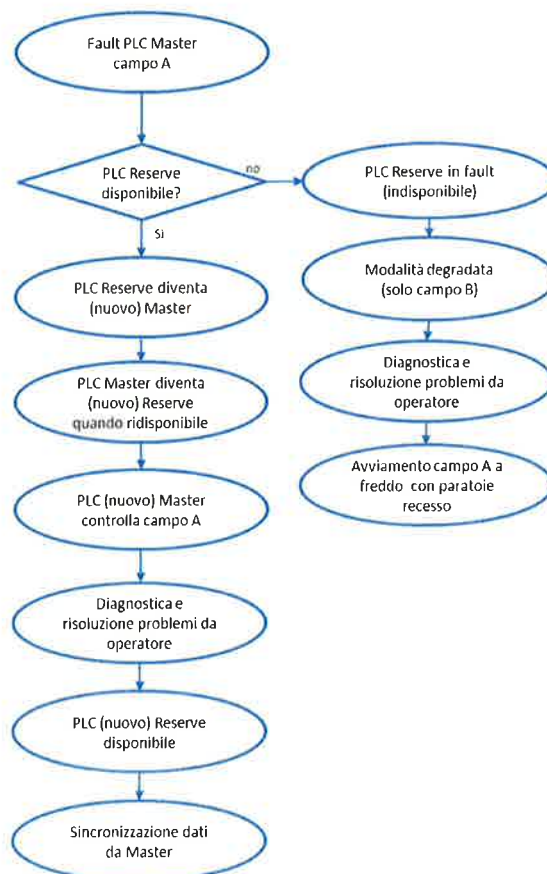 Fault PLC Master
campo A
PLC Reserve
disponibile?
no
Si
PLC Reserve in fault
(indisponibile)
PLC Reserve diventa
(nuovo) Master
Modalità degradata
(solo campo B)
PLC Master diventa
(nuovo) Reserve
quando ridisponibile
Diagnostica e
risoluzione problemi da
operatore
PLC (nuovo) Master
controlla campo A
Avviamento campo A a
freddo con paratoie
recesso
Diagnostica e
risoluzione problemi da
operatore
PLC (nuovo) Reserve
disponibile
Sincronizzazione dati
da Master